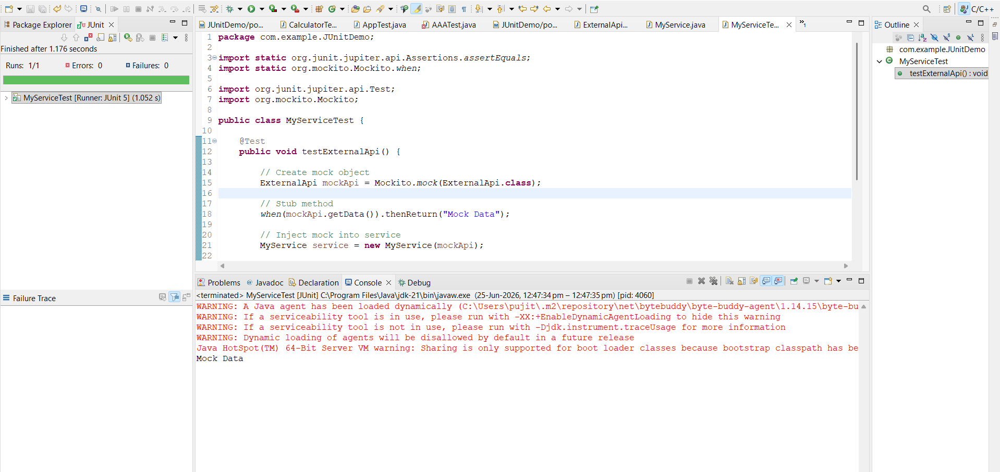 C/C++
Package Explorer
JUnit
Finished after 1.176 seconds
Runs: 1/1
Errors: 0
Failures: 0
MyServiceTest [Runner: JUnit 5] (1.052 s)
Failure Trace
JUnitDemo/po...
CalculatorTe...
AppTest.java
AAATest.java
JUnitDemo/po...
ExternalApi...
MyService.java
MyServiceTe...
»1
1 package com.example.JUnitDemo;
2
3 import static org.junit.jupiter.api.Assertions.assertEquals;
4 import static org.mockito.Mockito.when;
5
6 import org.junit.jupiter.api.Test;
7 import org.mockito.Mockito;
8
9 public class MyServiceTest {
10
11 @Test
12 public void testExternalApi() {
13
14 // Create mock object
15 ExternalApi mockApi = Mockito.mock(ExternalApi.class);
16
17 // Stub method
18 when(mockApi.getData()).thenReturn("Mock Data");
19
20 // Inject mock into service
21 MyService service = new MyService(mockApi);
22
Problems
@ Javadoc
Declaration
Console
Debug
<terminated> MyServiceTest [JUnit] C:\Program Files\Java\jdk-21\bin\javaw.exe (25-Jun-2026, 12:47:34 pm – 12:47:35 pm) [pid: 4060]
WARNING: A Java agent has been loaded dynamically (C:\Users\pujit\.m2\repository\net\bytebuddy\byte-buddy-agent\1.14.15\byte-bu
WARNING: If a serviceability tool is in use, please run with -XX:+EnableDynamicAgentLoading to hide this warning
WARNING: If a serviceability tool is not in use, please run with -Djdk.instrument.traceUsage for more information
WARNING: Dynamic loading of agents will be disallowed by default in a future release
Java HotSpot(TM) 64-Bit Server VM warning: Sharing is only supported for boot loader classes because bootstrap classpath has be
Mock Data
Outline
com.example.JUnitDemo
MyServiceTest
testExternalApi() : void